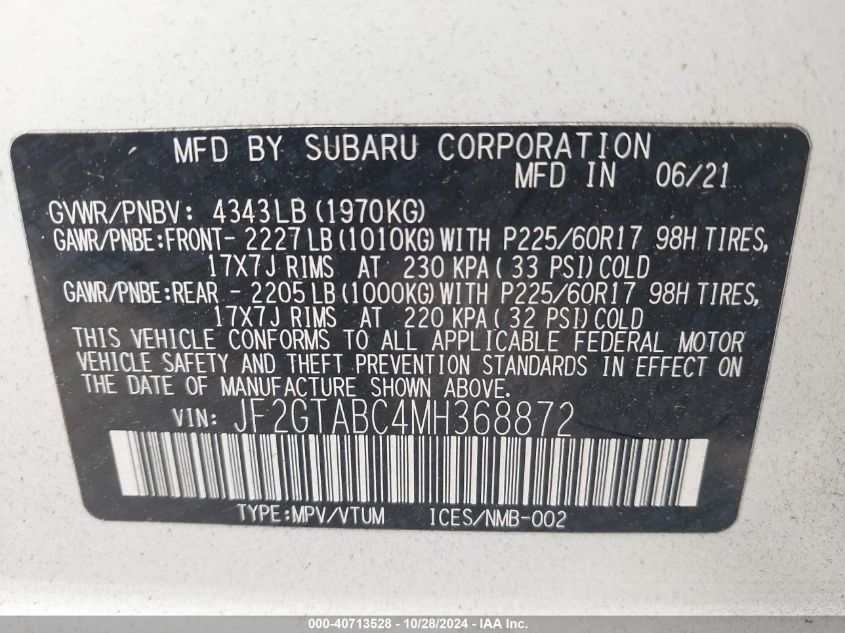 MFD BY SUBARU CORPORATION
MFD IN 06/21
GVWR/PNBV: 4343LB (1970KG)
GAWR/PNBE:FRONT- 2227 LB (1010KG) WITH P225/60R17 98H TIRES,
17X7J RIMS AT 230 KPA ( 33 PSI) COLD
GAWR/PNBE:REAR - 2205 LB (1000KG) WITH P225/60R17 98H TIRES,
17X7J RIMS AT 220 KPA ( 32 PSI) COLD
THIS VEHICLE CONFORMS TO ALL APPLICABLE FEDERAL MOTOR
VEHICLE SAFETY AND THEFT PREVENTION STANDARDS IN EFFECT ON
THE DATE OF MANUFACTURE SHOWN ABOVE.
VIN: JF2GTABC4MH368872
TYPE:MPV/VTUM ICES/NMB-002
000-40713528 - 10/28/2024 - IAA Inc.